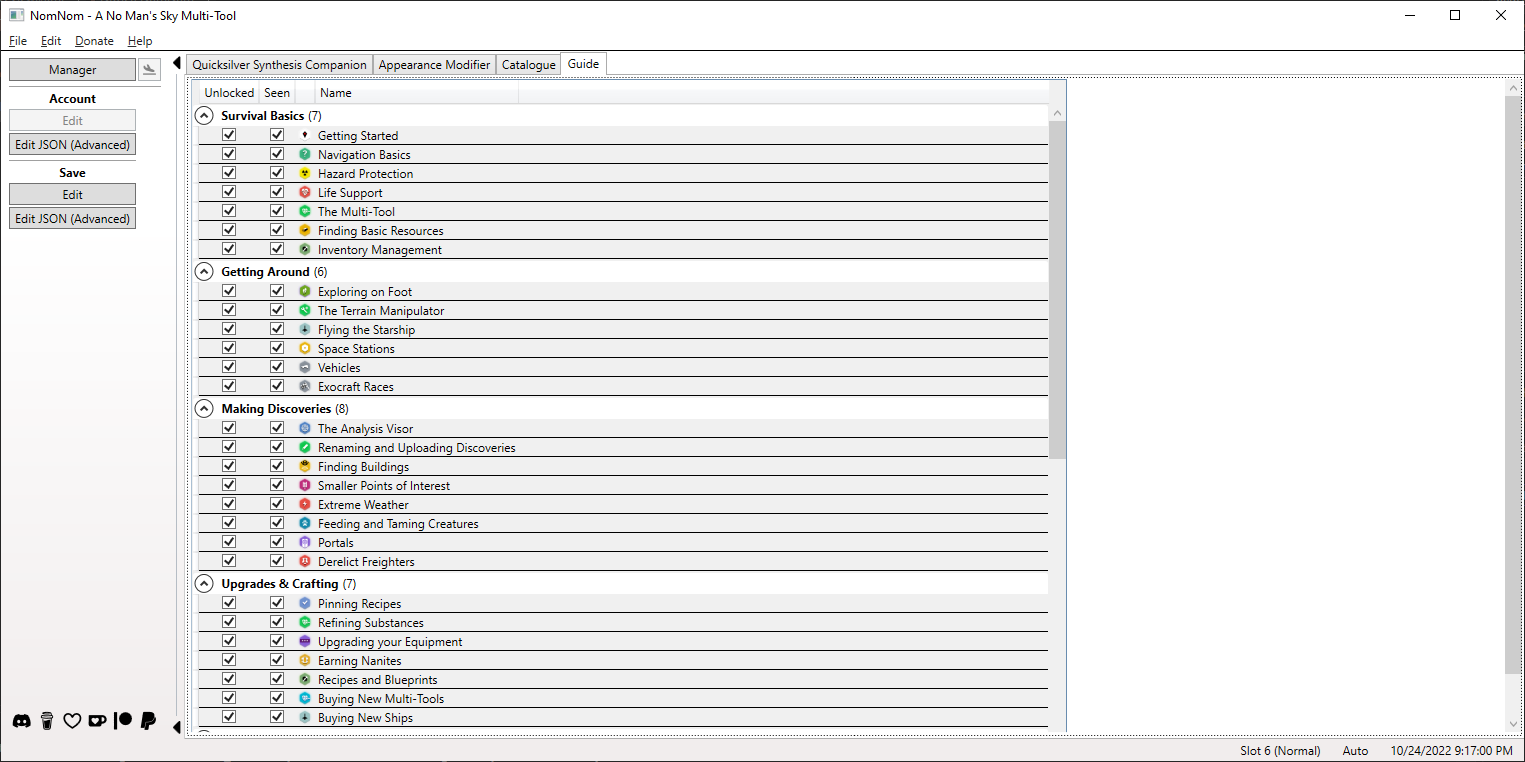 NomNom - A No Man's Sky Multi-Tool
File Edit Donate Help
Manager
Account
Edit
Edit JSON (Advanced)
Save
Edit
Edit JSON (Advanced)
Quicksilver Synthesis Companion Appearance Modifier Catalogue Guide
Unlocked Seen Name
Survival Basics (7)
Getting Started
Navigation Basics
Hazard Protection
Life Support
The Multi-Tool
Finding Basic Resources
Inventory Management
Getting Around (6)
Exploring on Foot
The Terrain Manipulator
Flying the Starship
Space Stations
Vehicles
Exocraft Races
Making Discoveries (8)
The Analysis Visor
Renaming and Uploading Discoveries
Finding Buildings
Smaller Points of Interest
Extreme Weather
Feeding and Taming Creatures
Portals
Derelict Freighters
Upgrades & Crafting (7)
Pinning Recipes
Refining Substances
Upgrading your Equipment
Earning Nanites
Recipes and Blueprints
Buying New Multi-Tools
Buying New Ships
Slot 6 (Normal) Auto 10/24/2022 9:17:00 PM